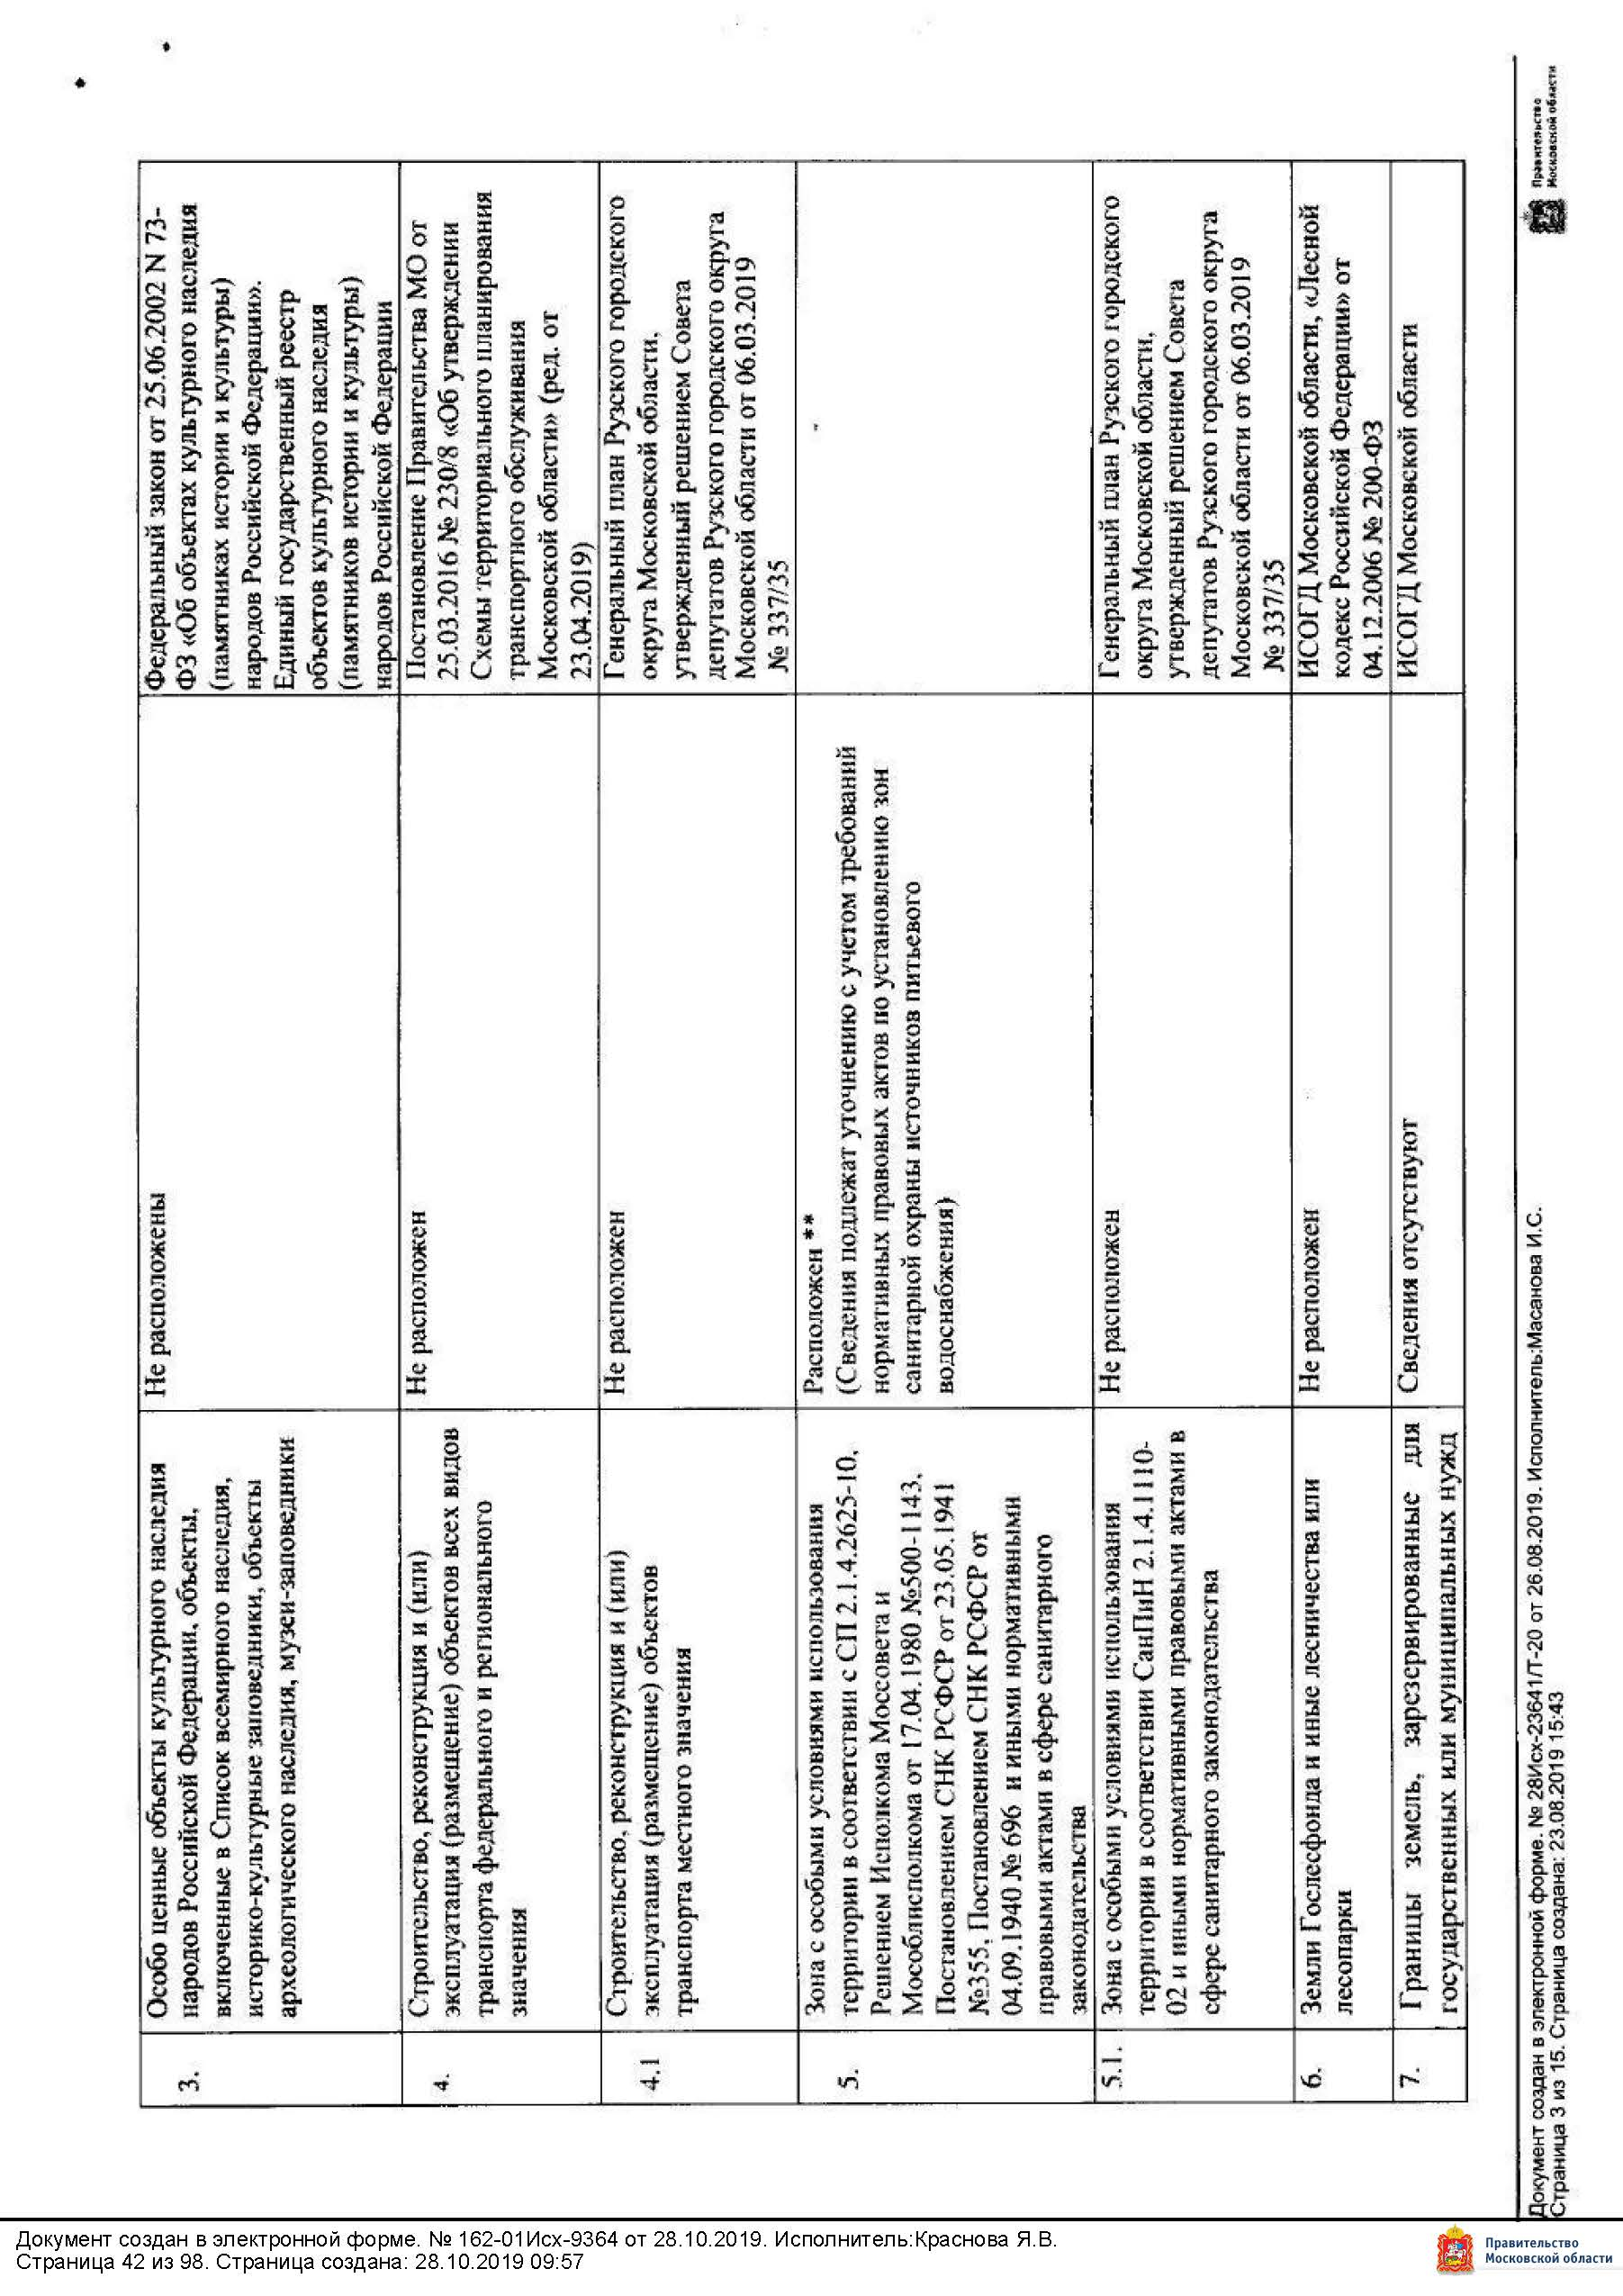 3.
Особо ценные объекты культурного наследия
народов Российской Федерации, объекты,
включенные в Список всемирного наследия,
историко-культурные заповедники, объекты
археологического наследия, музеи-заповедники
Не расположены
Федеральный закон от 25.06.2002 N 73-
ФЗ «Об объектах культурного наследия
(памятниках истории и культуры)
народов Российской Федерации».
Единый государственный реестр
объектов культурного наследия
(памятников истории и культуры)
народов Российской Федерации
4.
Строительство, реконструкция и (или)
эксплуатация (размещение) объектов всех видов
транспорта федерального и регионального
значения
Не расположен
Постановление Правительства МО от
25.03.2016 № 230/8 «Об утверждении
Схемы территориального планирования
транспортного обслуживания
Московской области» (ред. от
23.04.2019)
4.1
Строительство, реконструкция и (или)
эксплуатация (размещение) объектов
транспорта местного значения
Не расположен
Генеральный план Рузского городского
округа Московской области,
утвержденный решением Совета
депутатов Рузского городского округа
Московской области от 06.03.2019
№ 337/35
5.
Зона с особыми условиями использования
территории в соответствии с СП 2.1.4.2625-10,
Решением Исполкома Моссовета и
Мособлисполкома от 17.04.1980 №500-1143,
Постановлением СНК РСФСР от 23.05.1941
№355, Постановлением СНК РСФСР от
04.09.1940 № 696 и иными нормативными
правовыми актами в сфере санитарного
законодательства
Расположен **
(Сведения подлежат уточнению с учетом требований
нормативных правовых актов по установлению зон
санитарной охраны источников питьевого
водоснабжения)
5.1.
Зона с особыми условиями использования
территории в соответствии СанПиН 2.1.4.1110-
02 и иными нормативными правовыми актами в
сфере санитарного законодательства
Не расположен
Генеральный план Рузского городского
округа Московской области,
утвержденный решением Совета
депутатов Рузского городского округа
Московской области от 06.03.2019
№ 337/35
6.
Земли Гослесфонда и иные лесничества или
лесопарки
Не расположен
ИСОГД Московской области, «Лесной
кодекс Российской Федерации» от
04.12.2006 № 200-ФЗ
7.
Границы земель, зарезервированные для
государственных или муниципальных нужд
Сведения отсутствуют
ИСОГД Московской области
Документ создан в электронной форме. № 28Исх-23641/Т-20 от 26.08.2019. Исполнитель:Масанова И.С.
Страница 3 из 15. Страница создана: 23.08.2019 15:43
Правительство
Московской области
Документ создан в электронной форме. № 162-01Исх-9364 от 28.10.2019. Исполнитель:Краснова Я.В.
Страница 42 из 98. Страница создана: 28.10.2019 09:57
Правительство
Московской области